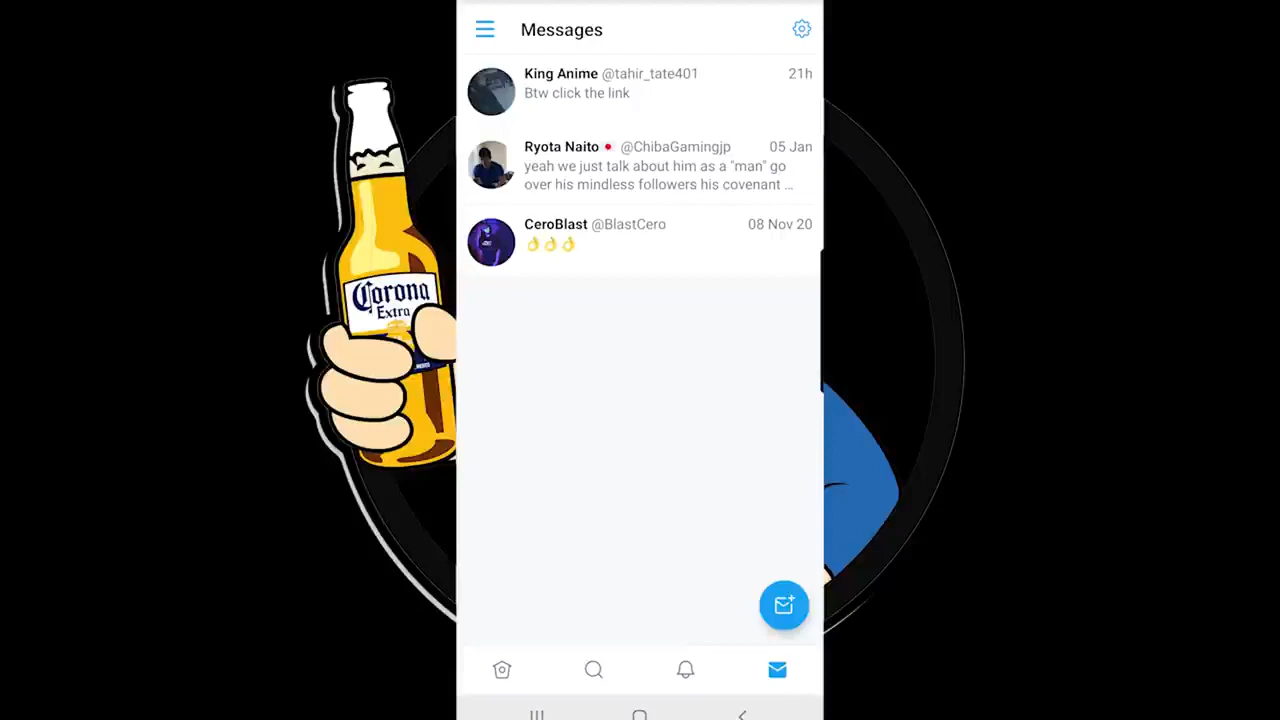 Messages
King Anime @tahir_tate401 21h
Btw click the link
Ryota Naito 🇯🇵 @ChibaGamingjp 05 Jan
yeah we just talk about him as a "man" go
over his mindless followers his covenant ...
CeroBlast @BlastCero 08 Nov 20
👌👌👌
Corona
Extra